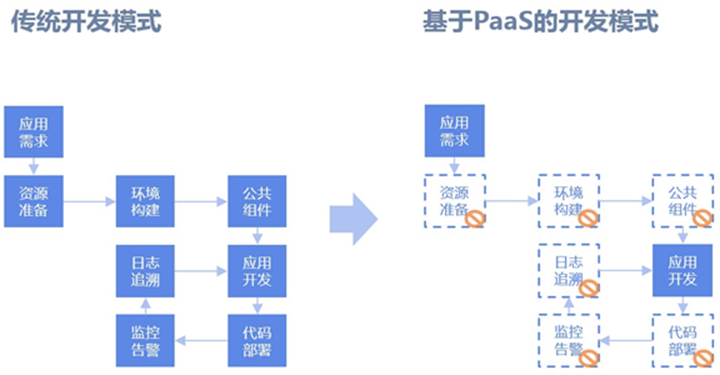 传统开发模式
基于PaaS的开发模式
应用
需求
资源
准备
环境
构建
公共
组件
日志
追溯
应用
开发
监控
告警
代码
部署
应用
需求
资源
准备
环境
构建
公共
组件
日志
追溯
应用
开发
监控
告警
代码
部署